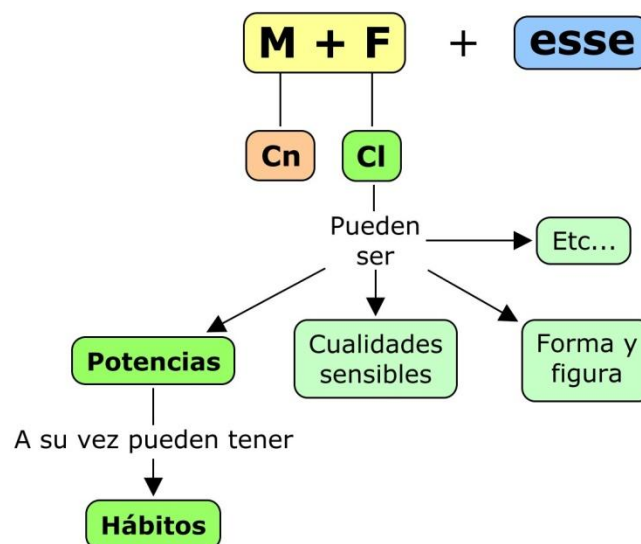 M + F + esse
Cn Cl
Pueden
ser
Etc...
Potencias
Cualidades
sensibles
Forma y
figura
A su vez pueden tener
Hábitos